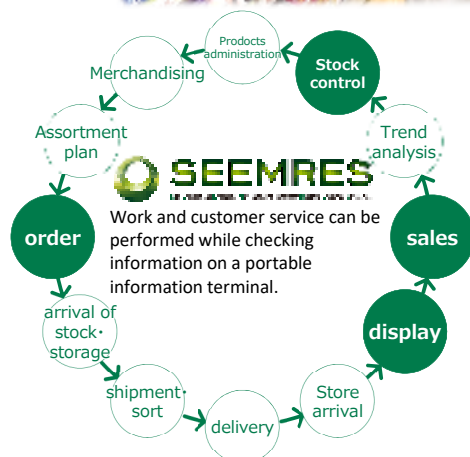 Products
administration
Stock
control
Merchandising
Assortment
plan
Trend
analysis
SEEMRES
Work and customer service can be
performed while checking
information on a portable
information terminal.
order
sales
arrival of
stock・
storage
display
shipment・
sort
Store
arrival
delivery